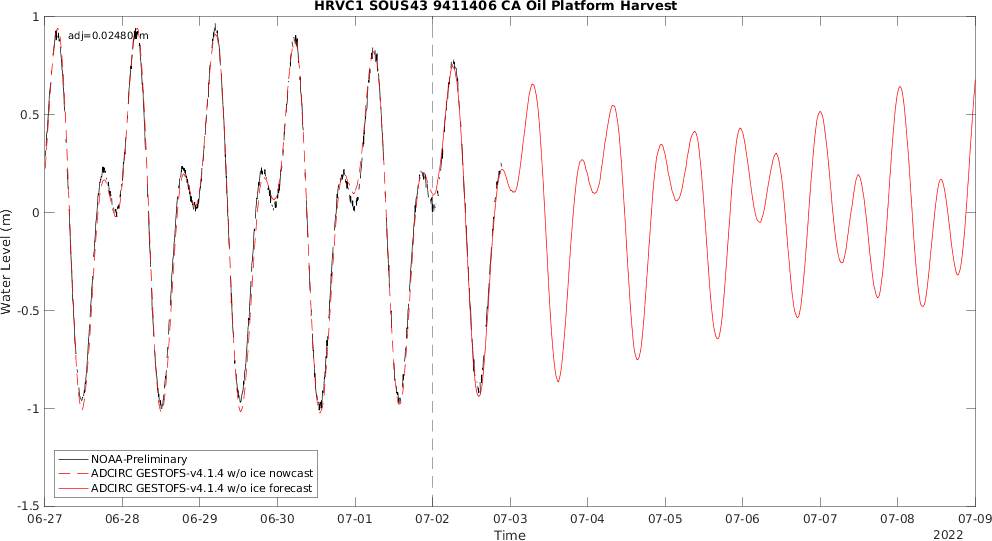 HRVC1 SOUS43 9411406 CA Oil Platform Harvest
1
adj=0.02480 m
0.5
0
Water Level (m)
-0.5
-1
NOAA-Preliminary
ADCIRC GESTOFS-v4.1.4 w/o ice nowcast
ADCIRC GESTOFS-v4.1.4 w/o ice forecast
-1.5
06-27 06-28 06-29 06-30 07-01 07-02 07-03 07-04 07-05 07-06 07-07 07-08 07-09
Time
2022